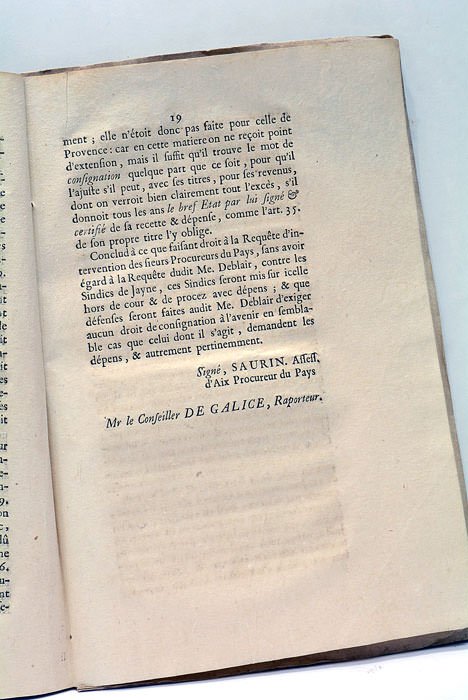 19
ment ; elle n'étoit donc pas faite pour celle de
Provence : car en cette matiere on ne reçoit point
d'extension, mais il suffit qu'il trouve le mot de
consignation quelque part que ce soit, pour qu'il
l'ajuste s'il peut, avec ses titres, pour ses revenus,
dont on verroit bien clairement tout l'excés, s'il
donnoit tous les ans le bref Etat par lui signé &
certifié de sa recette & dépense, comme l'art. 35.
de son propre titre l'y oblige.
Conclud à ce que faisant droit à la Requête d'in-
tervention des sieurs Procureurs du Pays, sans avoir
égard à la Requête dudit Me. Deblair, contre les
Sindics de Jayne, ces Sindics seront mis sur icelle
hors de cour & de procez avec dépens ; & que
défenses seront faites audit Me. Deblair d'exiger
aucun droit de consignation à l'avenir en sembla-
ble cas que celui dont il s'agit, demandent les
dépens, & autrement pertinemment.
Signé, SAURIN. Assess.
d'Aix Procureur du Pays
Mr le Conseiller DE GALICE, Raporteur.